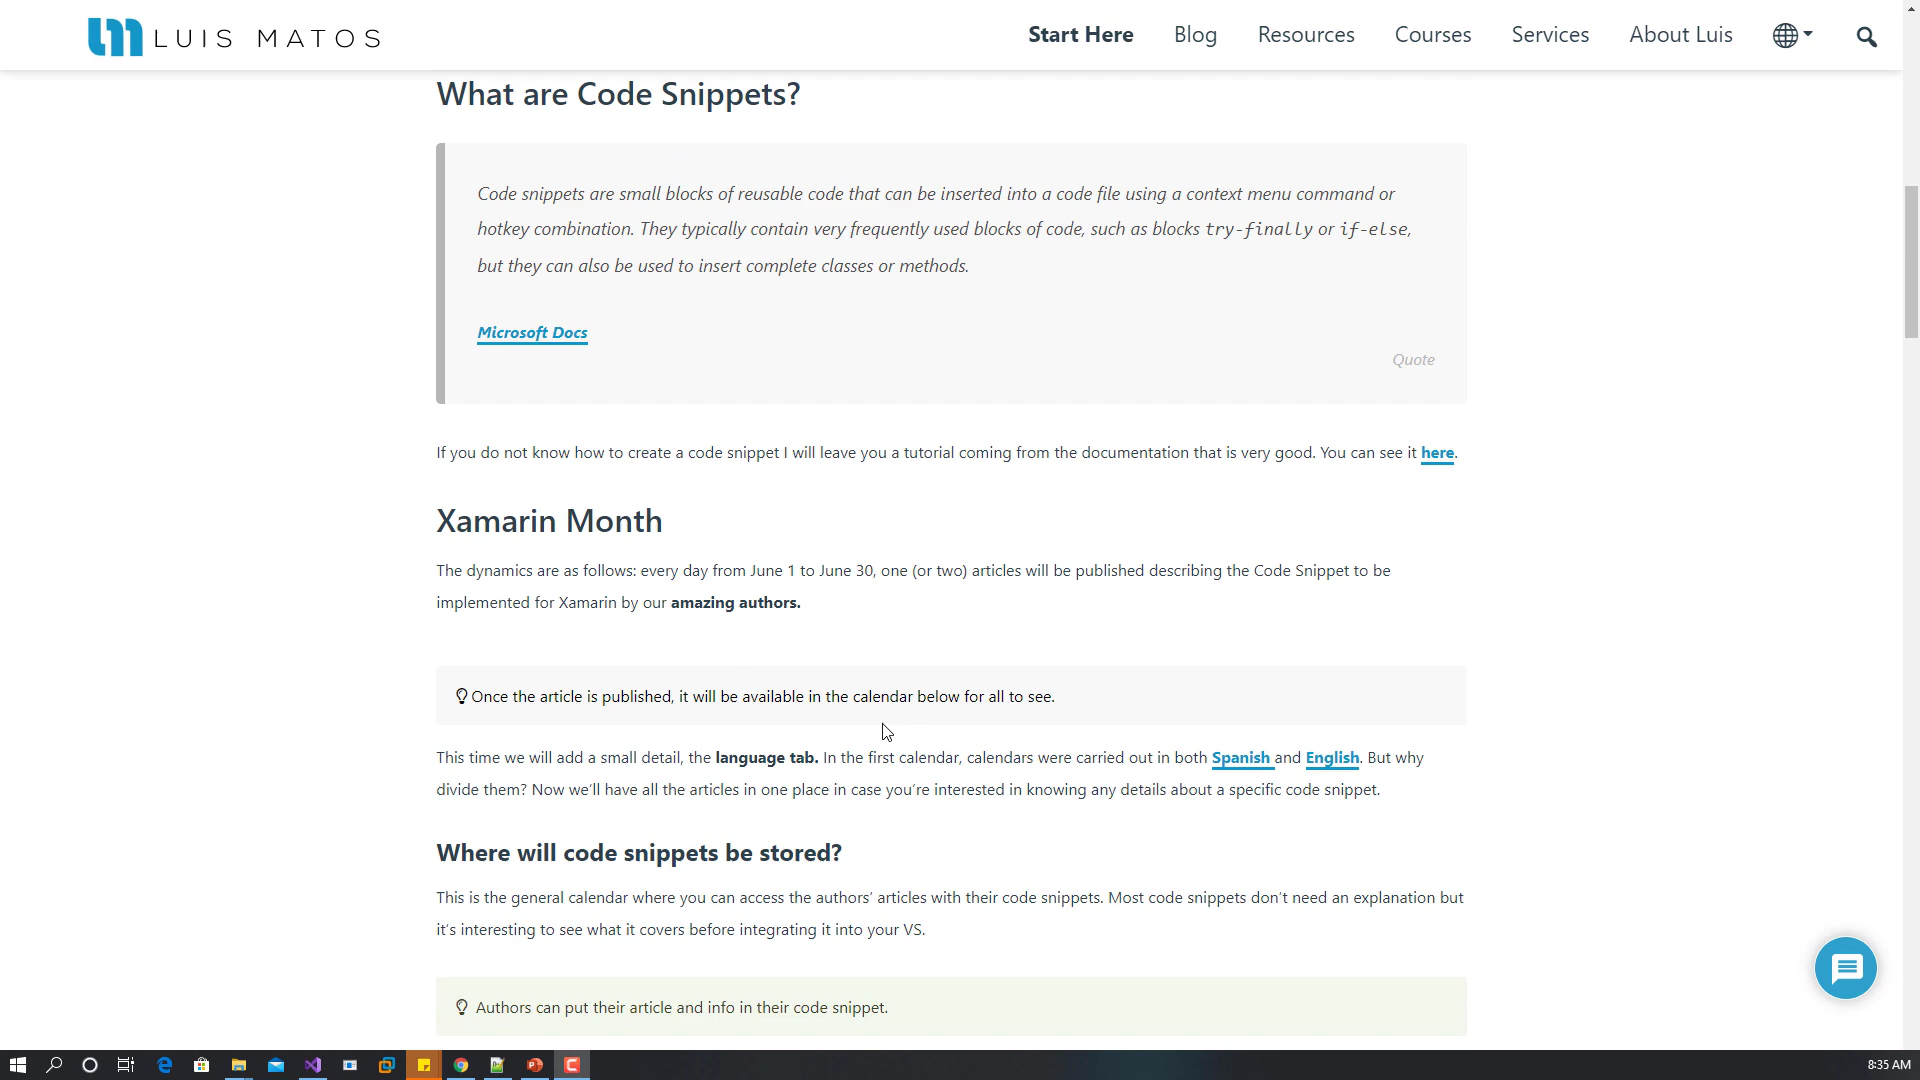 LUIS MATOS
Start Here Blog Resources Courses Services About Luis
What are Code Snippets?
Code snippets are small blocks of reusable code that can be inserted into a code file using a context menu command or
hotkey combination. They typically contain very frequently used blocks of code, such as blocks try-finally or if-else,
but they can also be used to insert complete classes or methods.
Microsoft Docs
Quote
If you do not know how to create a code snippet I will leave you a tutorial coming from the documentation that is very good. You can see it here.
Xamarin Month
The dynamics are as follows: every day from June 1 to June 30, one (or two) articles will be published describing the Code Snippet to be
implemented for Xamarin by our amazing authors.
Once the article is published, it will be available in the calendar below for all to see.
This time we will add a small detail, the language tab. In the first calendar, calendars were carried out in both Spanish and English. But why
divide them? Now we'll have all the articles in one place in case you're interested in knowing any details about a specific code snippet.
Where will code snippets be stored?
This is the general calendar where you can access the authors' articles with their code snippets. Most code snippets don't need an explanation but
it's interesting to see what it covers before integrating it into your VS.
Authors can put their article and info in their code snippet.
8:35 AM